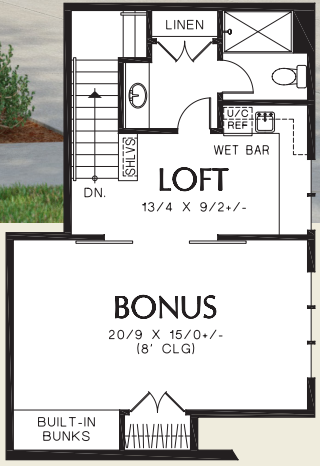 LINEN
U/C
REF
WET BAR
SHLVS
DN.
LOFT
13/4 X 9/2+/-
BONUS
20/9 X 15/0+/-
(8' CLG)
BUILT-IN
BUNKS